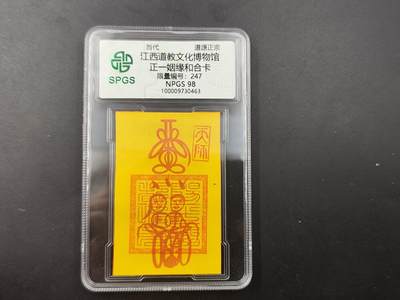 当代 道源正宗
江西道教文化博物馆
正一姻缘和合卡
限量编号：247
NPGS 98
100009730463
SPGS